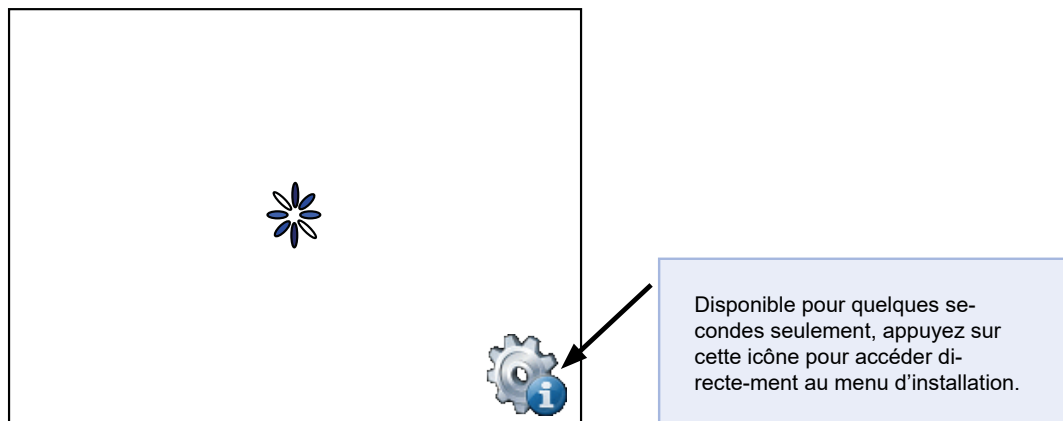 Disponible pour quelques se-
condes seulement, appuyez sur
cette icône pour accéder di-
recte-ment au menu d’installation.